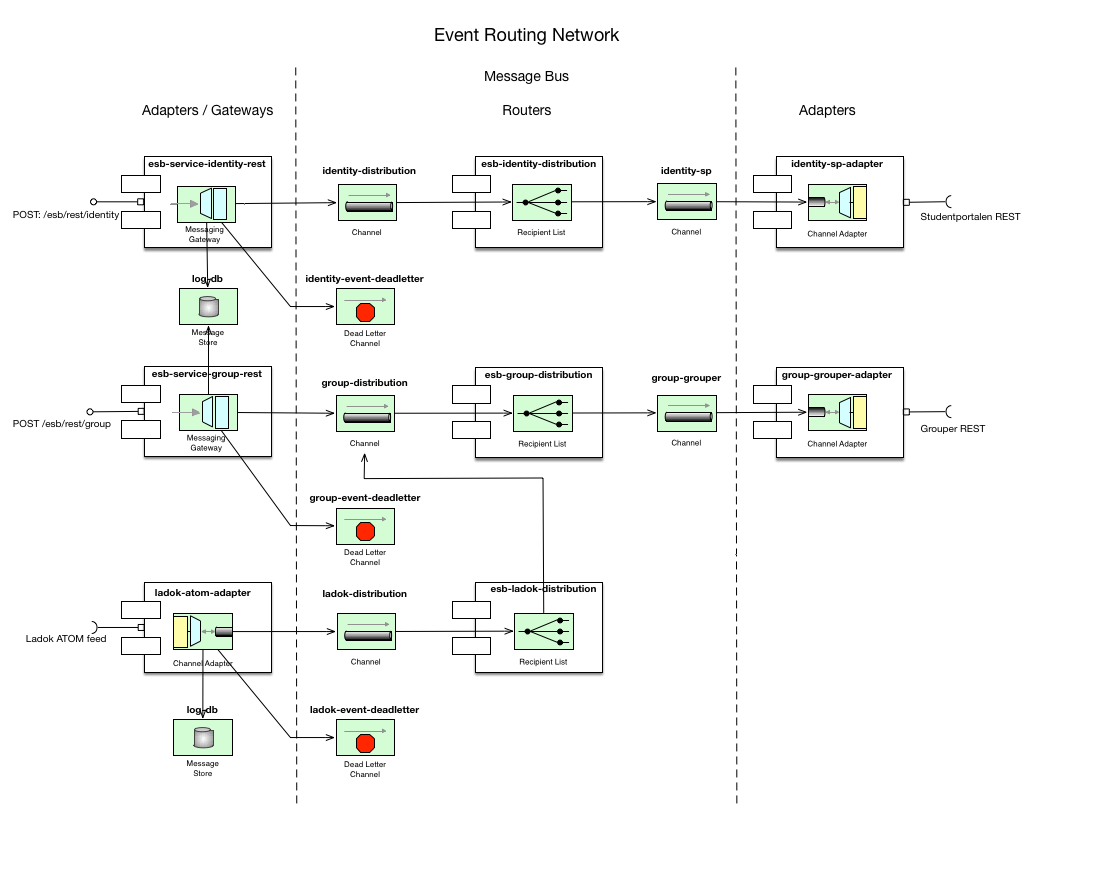 Event Routing Network
Message Bus
Adapters / Gateways
Routers
Adapters
esb-service-identity-rest
identity-distribution
esb-identity-distribution
identity-sp
identity-sp-adapter
POST: /esb/rest/identity
Studentportalen REST
Messaging
Gateway
Channel
Recipient List
Channel
Channel Adapter
log-db
identity-event-deadletter
Message
Store
Dead Letter
Channel
esb-service-group-rest
group-distribution
esb-group-distribution
group-grouper
group-grouper-adapter
POST /esb/rest/group
Grouper REST
Messaging
Gateway
Channel
Recipient List
Channel
Channel Adapter
group-event-deadletter
Dead Letter
Channel
ladok-atom-adapter
ladok-distribution
esb-ladok-distribution
Ladok ATOM feed
Channel Adapter
Channel
Recipient List
log-db
ladok-event-deadletter
Message
Store
Dead Letter
Channel